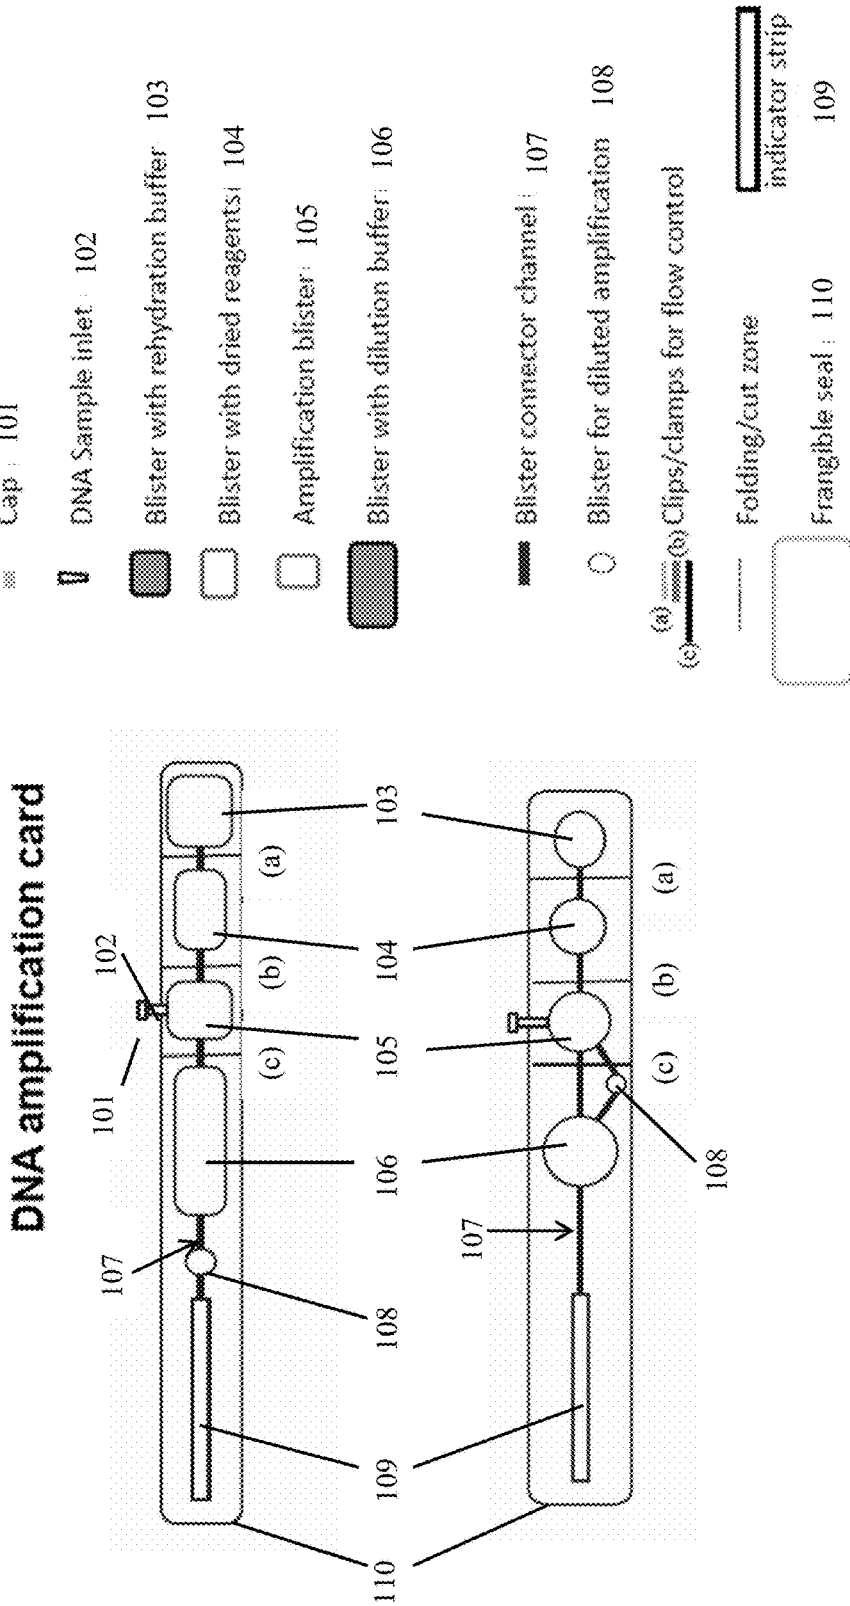 DNA amplification card
101
102
107
(a)
(b)
(c)
103
104
105
106
108
109
110
107
(a)
(b)
(c)
108
Cap : 101
DNA Sample inlet : 102
Blister with rehydration buffer 103
Blister with dried reagents: 104
Amplification blister: 105
Blister with dilution buffer: 106
Blister connector channel : 107
Blister for diluted amplification 108
(a)
(b) Clips/clamps for flow control
(c)
Folding/cut zone
indicator strip
109
Frangible seal : 110